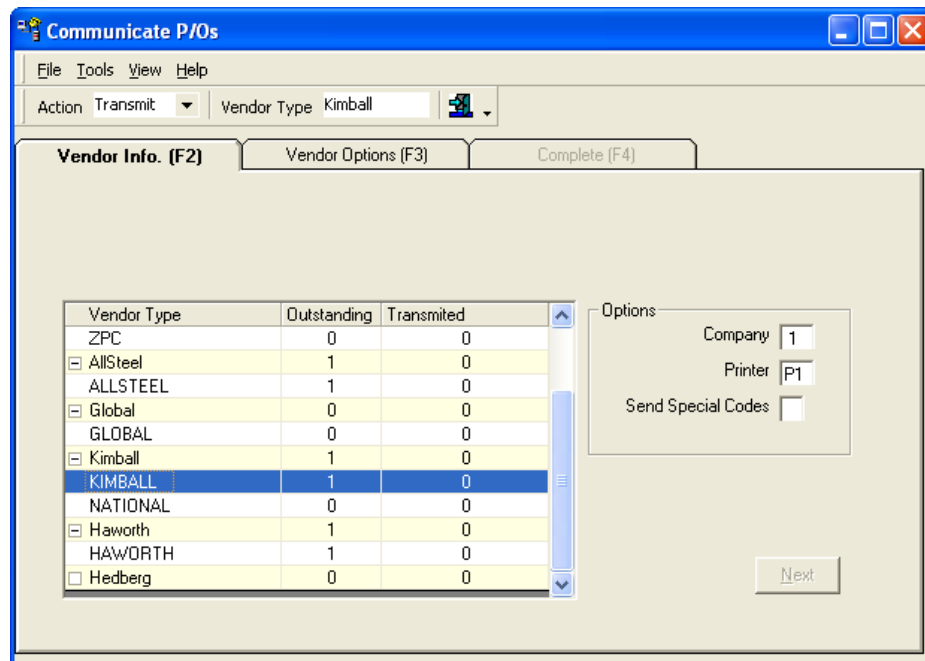 Communicate P/Os
File Tools View Help
Action Transmit Vendor Type Kimball
Vendor Info. (F2) Vendor Options (F3) Complete (F4)
Vendor Type Outstanding Transmited
ZPC 0 0
AllSteel 1 0
ALLSTEEL 1 0
Global 0 0
GLOBAL 0 0
Kimball 1 0
KIMBALL 1 0
NATIONAL 0 0
Haworth 1 0
HAWORTH 1 0
Hedberg 0 0
Options
Company 1
Printer P1
Send Special Codes
Next